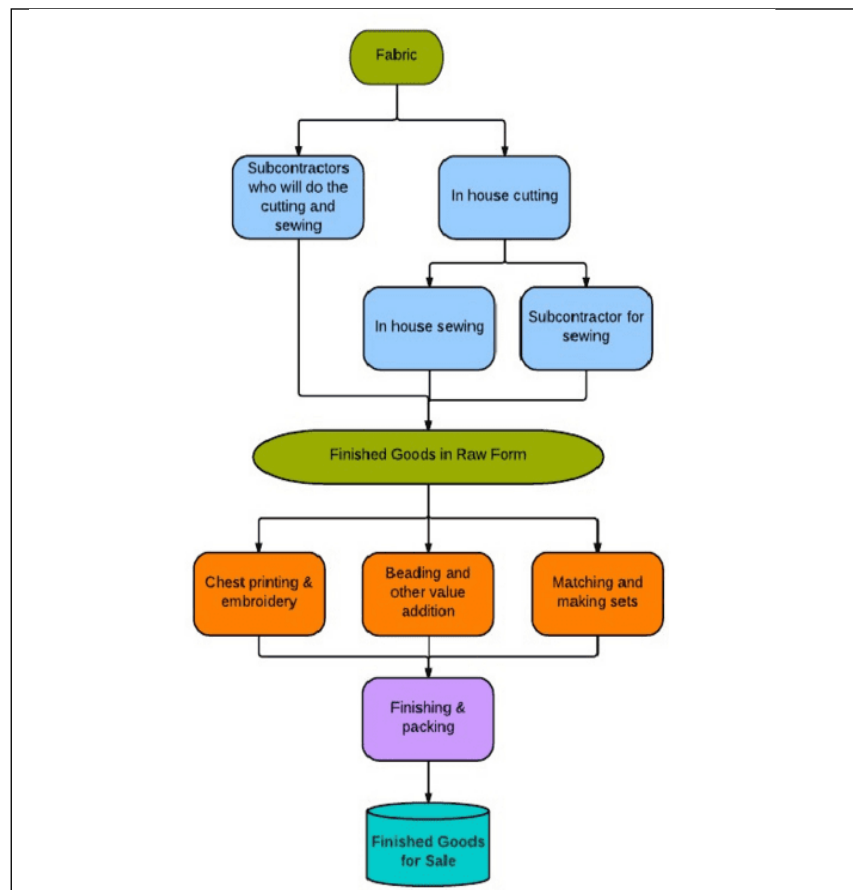 Fabric
Subcontractors
who will do the
cutting and
sewing
In house cutting
In house sewing
Subcontractor for
sewing
Finished Goods in Raw Form
Chest printing &
embroidery
Beading and
other value
addition
Matching and
making sets
Finishing &
packing
Finished Goods
for Sale